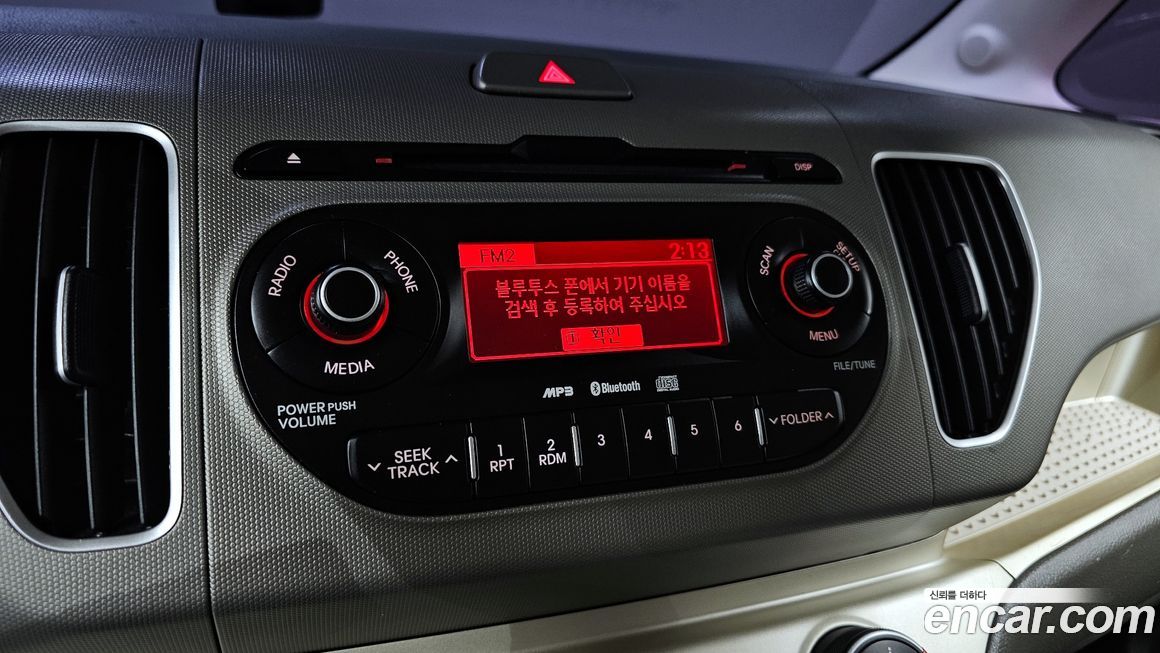 DISP
RADIO
PHONE
MEDIA
POWER PUSH
VOLUME
FM2 2:13
블루투스 폰에서 기기 이름을
검색 후 등록하여 주십시오
1 확인
SCAN
SETUP
MENU
FILE/TUNE
MP3 Bluetooth disc
SEEK
TRACK
1
RPT
2
RDM
3
4
5
6
FOLDER
신뢰를 더하다
encar.com